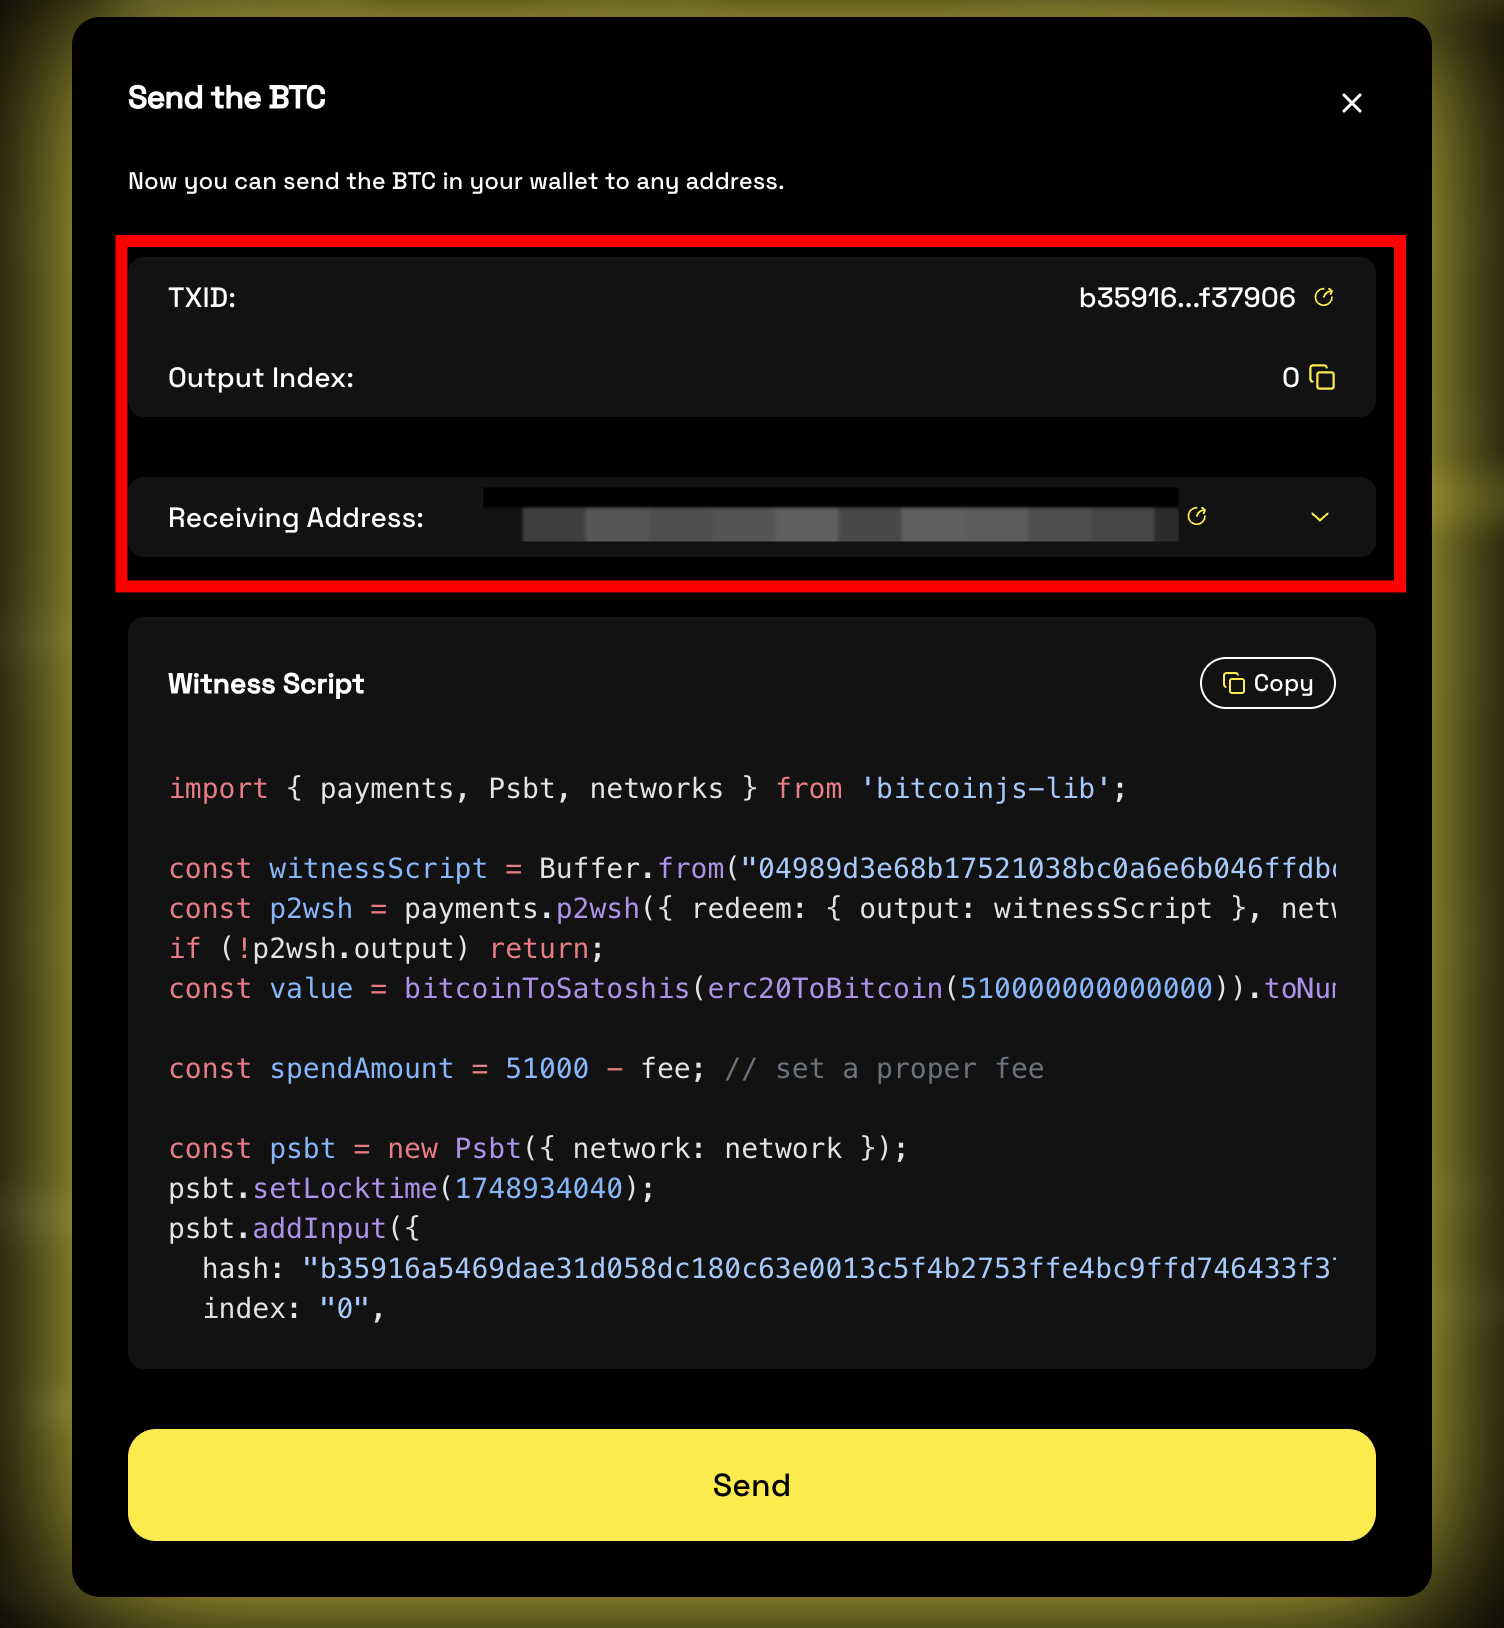 Send the BTC
Now you can send the BTC in your wallet to any address.
TXID: b35916...f37906
Output Index: 0
Receiving Address:
Witness Script
Copy
import { payments, Psbt, networks } from 'bitcoinjs-lib';
const witnessScript = Buffer.from("04989d3e68b17521038bc0a6e6b046ffdb
const p2wsh = payments.p2wsh({ redeem: { output: witnessScript }, netw
if (!p2wsh.output) return;
const value = bitcoinToSatoshis(erc20ToBitcoin(510000000000000)).toNu
const spendAmount = 51000 - fee; // set a proper fee
const psbt = new Psbt({ network: network });
psbt.setLocktime(1748934040);
psbt.addInput({
hash: "b35916a5469dae31d058dc180c63e0013c5f4b2753ffe4bc9ffd746433f37
index: "0",
Send